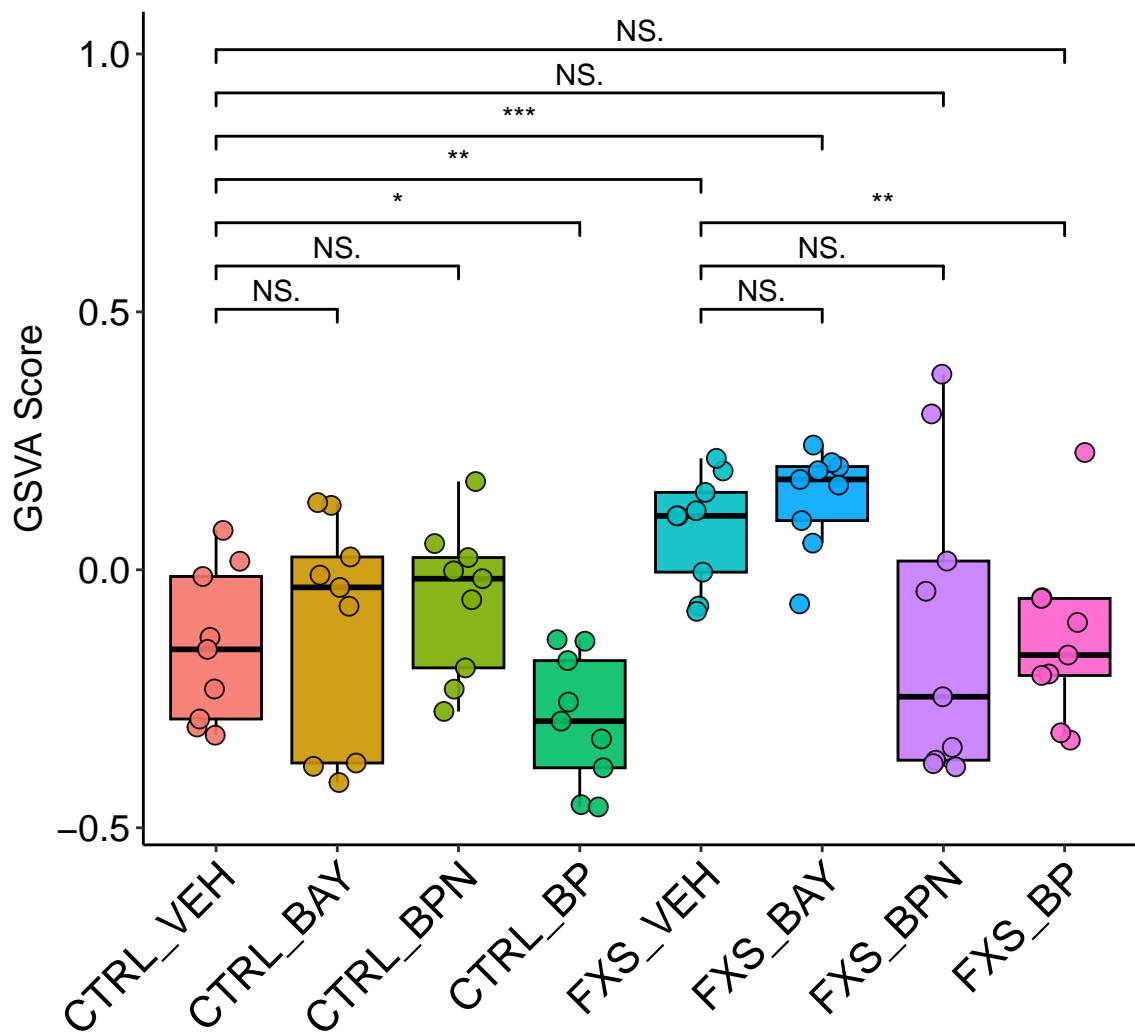 NS.
1.0
NS.
***
**
*
**
NS.
NS.
NS.
NS.
0.5
GSVA Score
0.0
−0.5
CTRL_VEH
CTRL_BAY
CTRL_BPN
CTRL_BP
FXS_VEH
FXS_BAY
FXS_BPN
FXS_BP